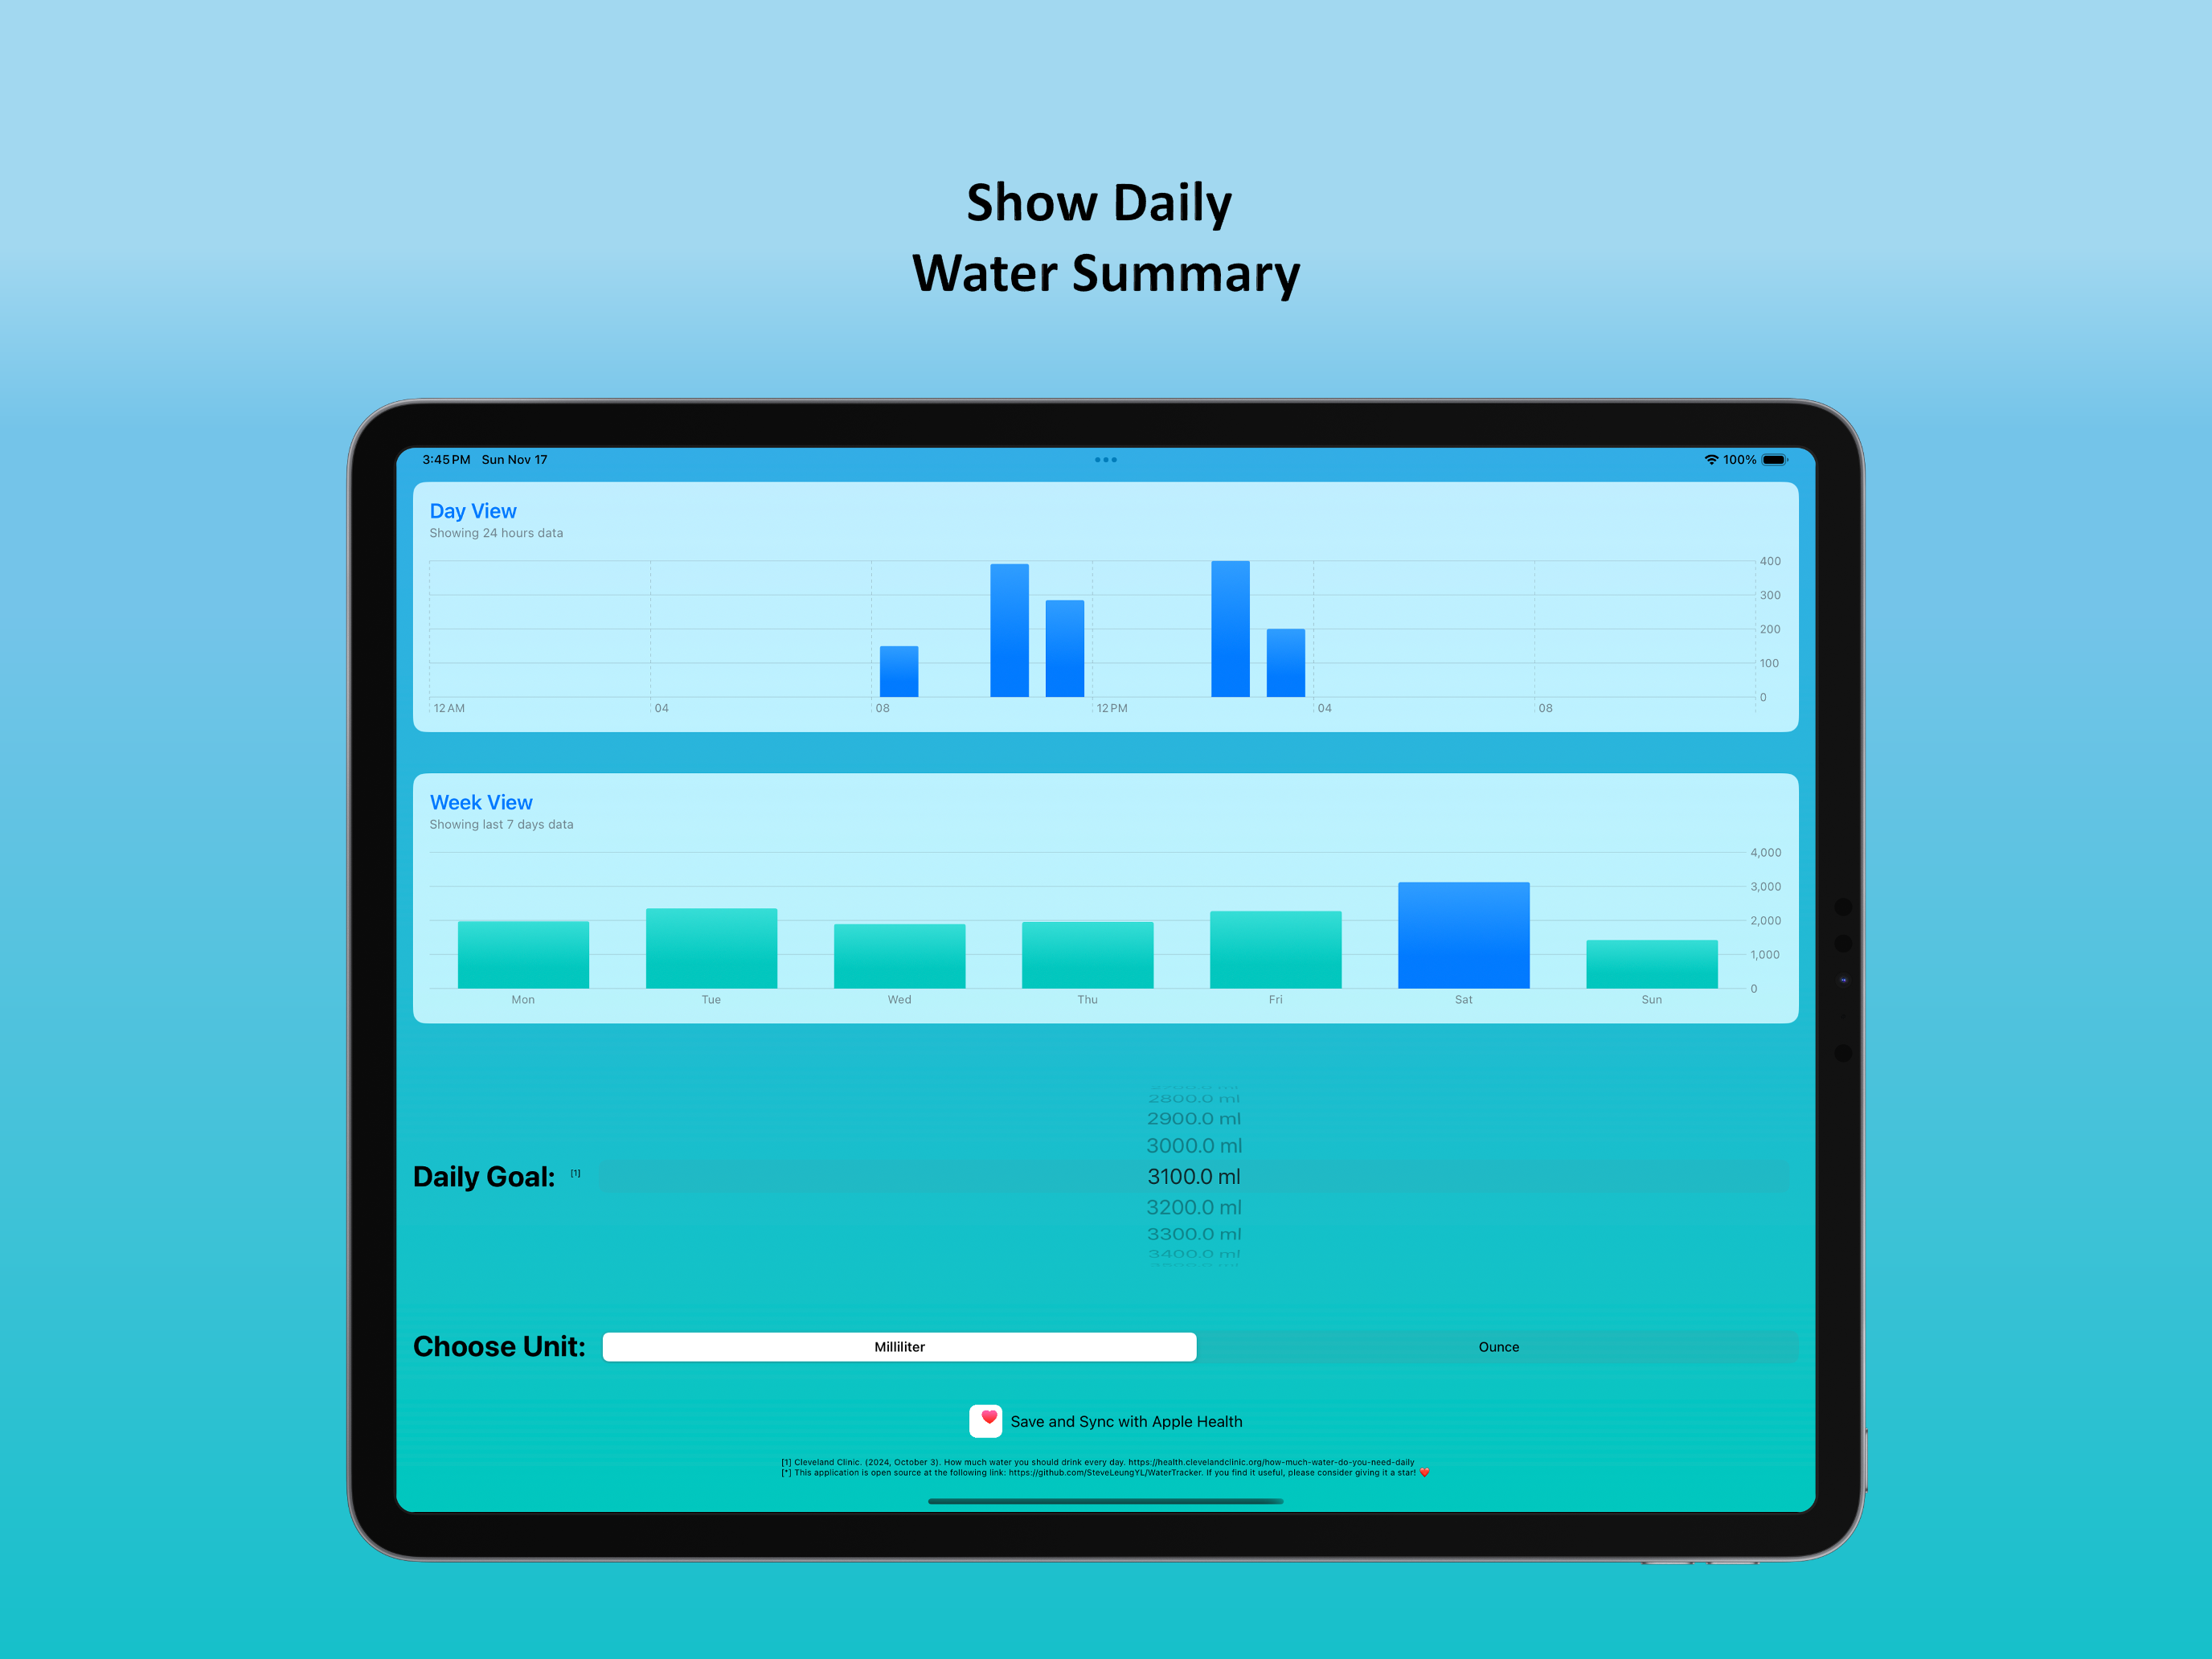 Show Daily
Water Summary
3:45 PM Sun Nov 17
100%
Day View
Showing 24 hours data
400
300
200
100
0
12 AM 04 08 12 PM 04 08
Week View
Showing last 7 days data
4,000
3,000
2,000
1,000
0
Mon Tue Wed Thu Fri Sat Sun
2800.0 ml
2900.0 ml
3000.0 ml
Daily Goal: [1] 3100.0 ml
3200.0 ml
3300.0 ml
3400.0 ml
Choose Unit: Milliliter Ounce
Save and Sync with Apple Health
[1] Cleveland Clinic. (2024, October 3). How much water you should drink every day. https://health.clevelandclinic.org/how-much-water-do-you-need-daily
[*] This application is open source at the following link: https://github.com/SteveLeungYL/WaterTracker. If you find it useful, please consider giving it a star! ❤️